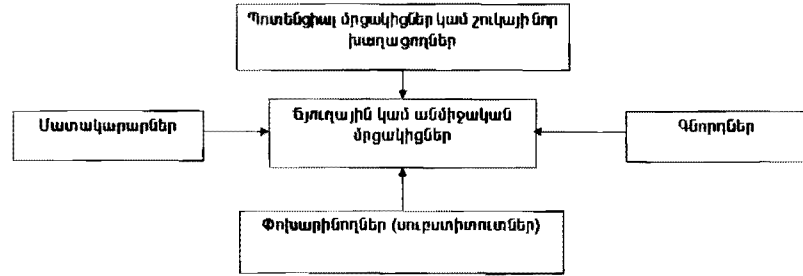 Պոտենցիալ մրցակիցներ կամ շուկայի նոր
խաղացողներ
Մատակարարներ
Ճյուղային կամ անմիջական
մրցակիցներ
Գնորդներ
Փոխարինողներ (սուբստիտուտներ)